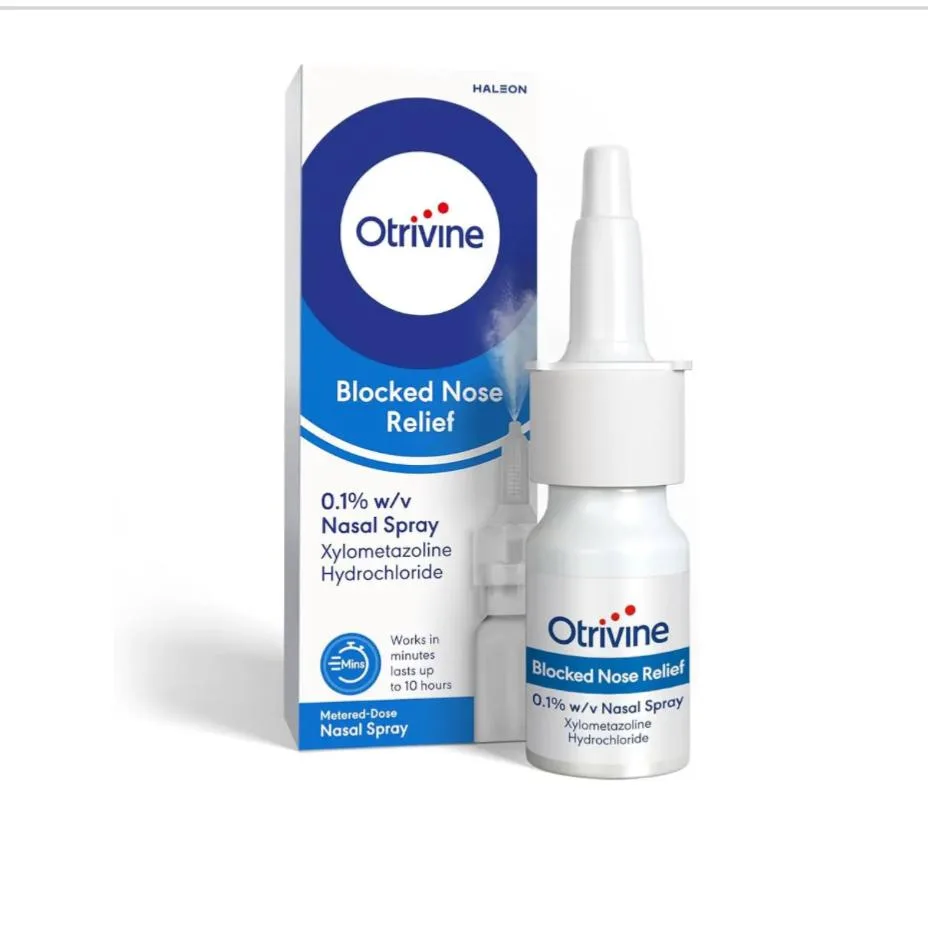 HALEON
Otrivine
Blocked Nose
Relief
0.1% w/v
Nasal Spray
Xylometazoline
Hydrochloride
Mins
Works in
minutes
lasts up
to 10 hours
Metered-Dose
Nasal Spray
Otrivine
Blocked Nose Relief
0.1% w/v Nasal Spray
Xylometazoline
Hydrochloride